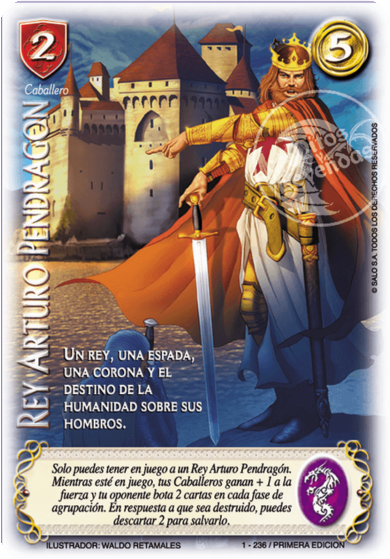 2
5
Caballero
REY ARTURO PENDRAGÓN
UN REY, UNA ESPADA,
UNA CORONA Y EL
DESTINO DE LA
HUMANIDAD SOBRE SUS
HOMBROS.
© SALO S.A. TODOS LOS DERECHOS RESERVADOS
Solo puedes tener en juego a un Rey Arturo Pendragón.
Mientras esté en juego, tus Caballeros ganan + 1 a la
fuerza y tu oponente bota 2 cartas en cada fase de
agrupación. En respuesta a que sea destruido, puedes
descartar 2 para salvarlo.
ILUSTRADOR: WALDO RETAMALES
1 - 236 / PRIMERA EDICION